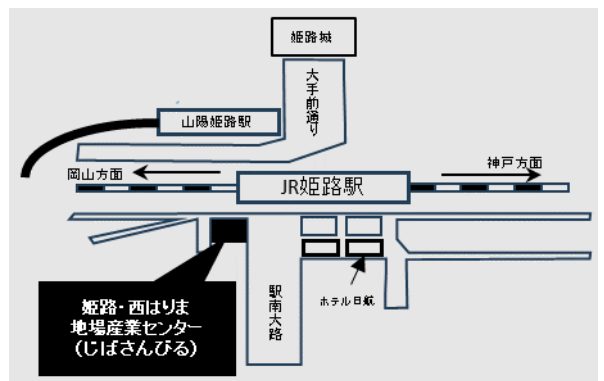 姫路城
大手前通り
山陽姫路駅
岡山方面
神戸方面
JR姫路駅
駅南大路
ホテル日航
姫路・西はりま
地場産業センター
(じばさんびる)